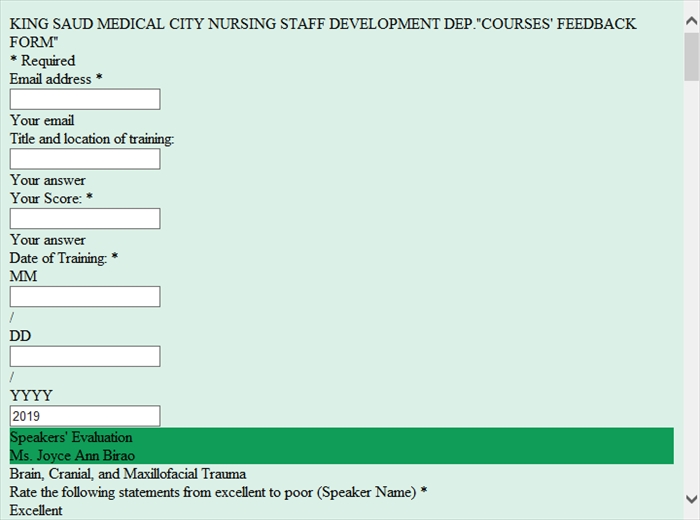 KING SAUD MEDICAL CITY NURSING STAFF DEVELOPMENT DEP."COURSES' FEEDBACK
FORM"
* Required
Email address *
Your email
Title and location of training:
Your answer
Your Score: *
Your answer
Date of Training: *
MM
/
DD
/
YYYY
2019
Speakers' Evaluation
Ms. Joyce Ann Birao
Brain, Cranial, and Maxillofacial Trauma
Rate the following statements from excellent to poor (Speaker Name) *
Excellent